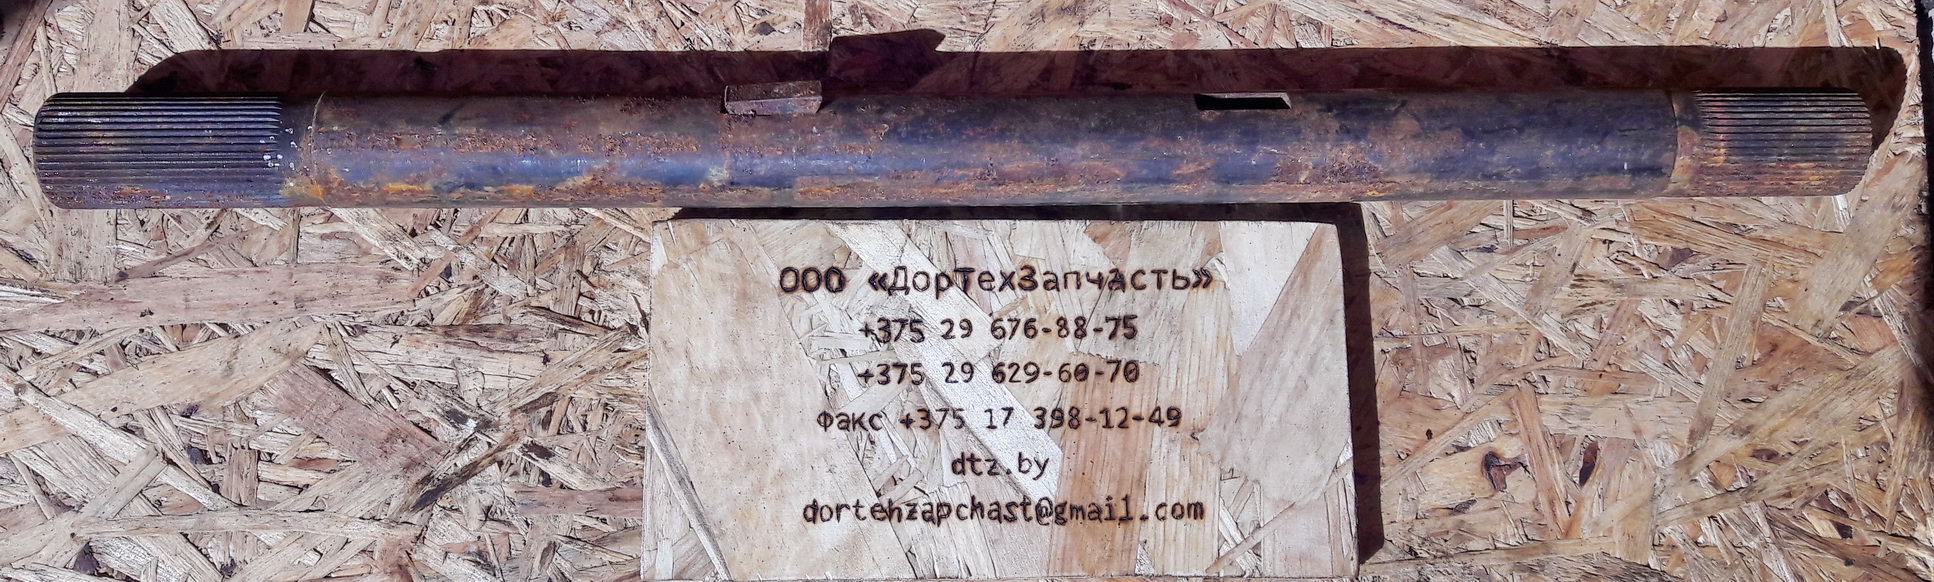 ООО «ДорТехЗапчасть»
+375 29 676-88-75
+375 29 629-60-70
Факс +375 17 398-12-49
dtz.by
dortehzapchast@gmail.com